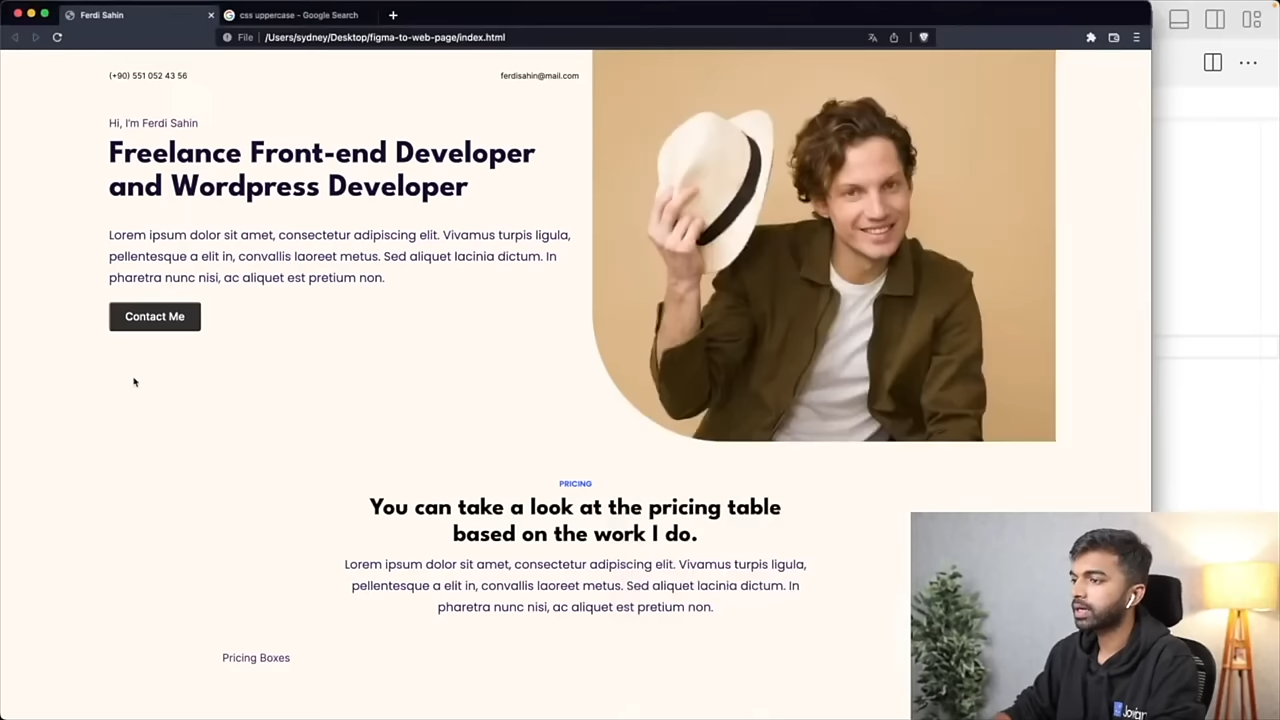 Ferdi Sahin
css uppercase - Google Search
File
/Users/sydney/Desktop/figma-to-web-page/index.html
(+90) 551 052 43 56
ferdisahin@mail.com
Hi, I'm Ferdi Sahin
Freelance Front-end Developer
and Wordpress Developer
Lorem ipsum dolor sit amet, consectetur adipiscing elit. Vivamus turpis ligula,
pellentesque a elit in, convallis laoreet metus. Sed aliquet lacinia dictum. In
pharetra nunc nisi, ac aliquet est pretium non.
Contact Me
PRICING
You can take a look at the pricing table
based on the work I do.
Lorem ipsum dolor sit amet, consectetur adipiscing elit. Vivamus turpis ligula,
pellentesque a elit in, convallis laoreet metus. Sed aliquet lacinia dictum. In
pharetra nunc nisi, ac aliquet est pretium non.
Pricing Boxes